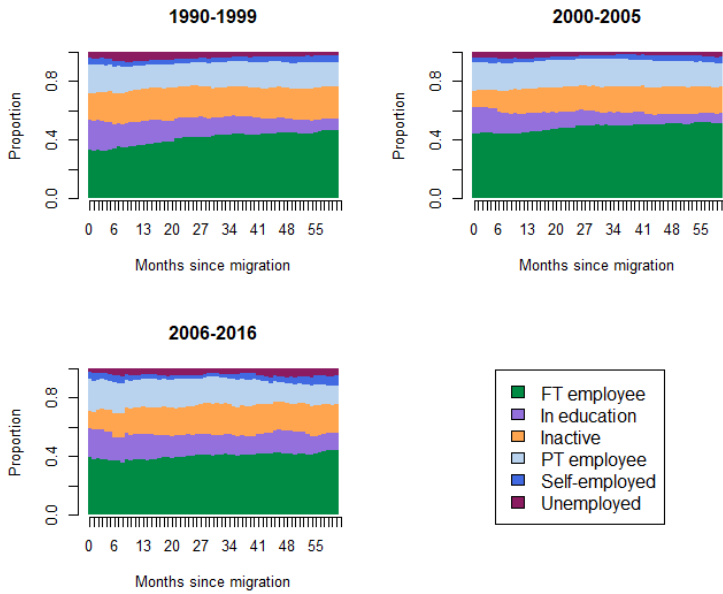 1990-1999
Proportion
0.0 0.4 0.8
0 6 13 20 27 34 41 48 55
Months since migration
2000-2005
Proportion
0.0 0.4 0.8
0 6 13 20 27 34 41 48 55
Months since migration
2006-2016
Proportion
0.0 0.4 0.8
0 6 13 20 27 34 41 48 55
Months since migration
FT employee
In education
Inactive
PT employee
Self-employed
Unemployed